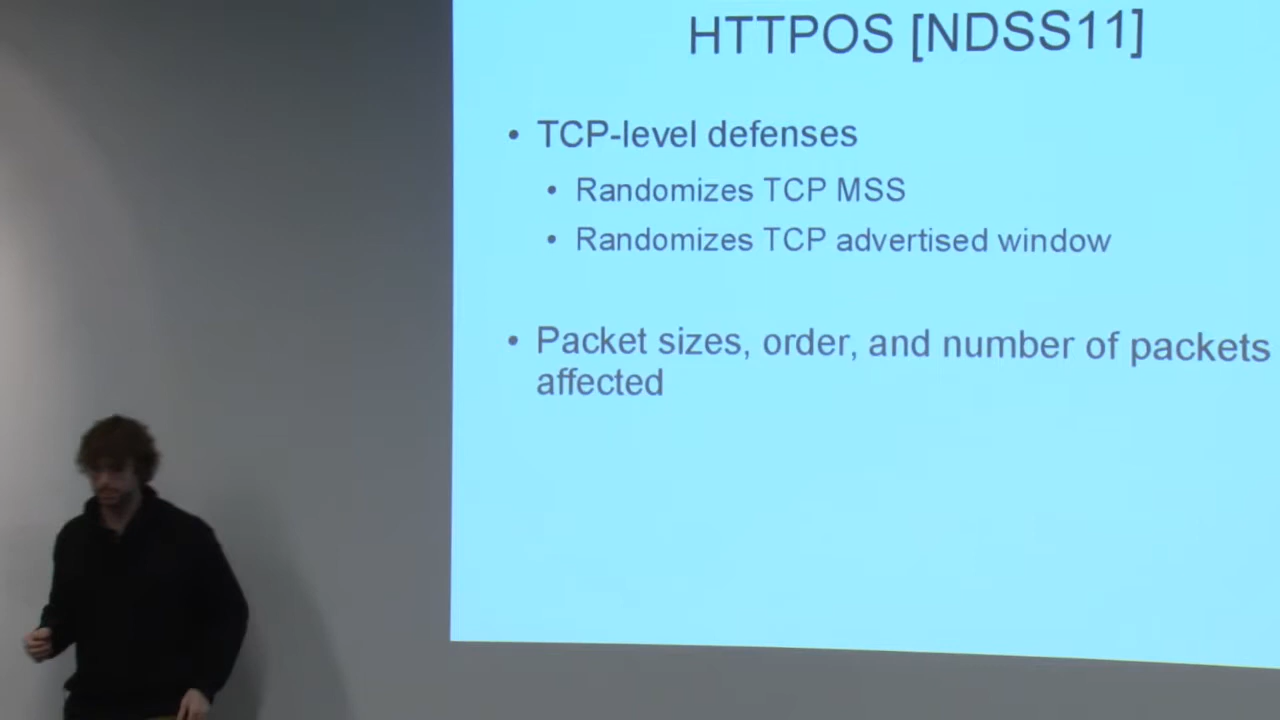 HTTPOS [NDSS11]
• TCP-level defenses
• Randomizes TCP MSS
• Randomizes TCP advertised window
• Packet sizes, order, and number of packets
affected